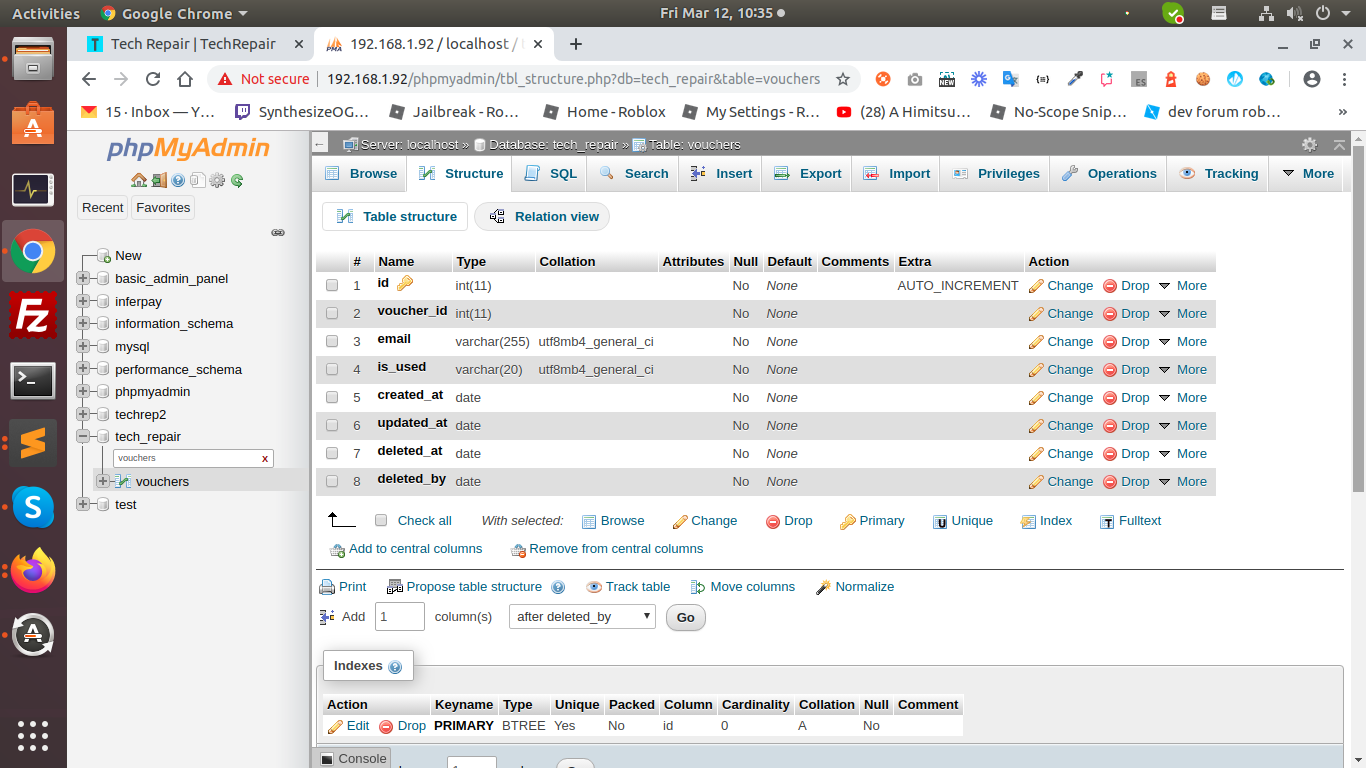 Activities Google Chrome Fri Mar 12, 10:35
Tech Repair | TechRepair 192.168.1.92 / localhost /
Not secure 192.168.1.92/phpmyadmin/tbl_structure.php?db=tech_repair&table=vouchers
15 · Inbox — Y… SynthesizeOG… Jailbreak - Ro… Home - Roblox My Settings - R… (28) A Himitsu… No-Scope Snip… dev forum rob… »
phpMyAdmin
Recent Favorites
New
basic_admin_panel
inferpay
information_schema
mysql
performance_schema
phpmyadmin
techrep2
tech_repair
vouchers x
vouchers
test
Server: localhost » Database: tech_repair » Table: vouchers
Browse Structure SQL Search Insert Export Import Privileges Operations Tracking More
Table structure Relation view
# Name Type Collation Attributes Null Default Comments Extra Action
1 id int(11) No None AUTO_INCREMENT Change Drop More
2 voucher_id int(11) No None Change Drop More
3 email varchar(255) utf8mb4_general_ci No None Change Drop More
4 is_used varchar(20) utf8mb4_general_ci No None Change Drop More
5 created_at date No None Change Drop More
6 updated_at date No None Change Drop More
7 deleted_at date No None Change Drop More
8 deleted_by date No None Change Drop More
Check all With selected: Browse Change Drop Primary Unique Index Fulltext
Add to central columns Remove from central columns
Print Propose table structure Track table Move columns Normalize
Add 1 column(s) after deleted_by Go
Indexes
Action Keyname Type Unique Packed Column Cardinality Collation Null Comment
Edit Drop PRIMARY BTREE Yes No id 0 A No
Console